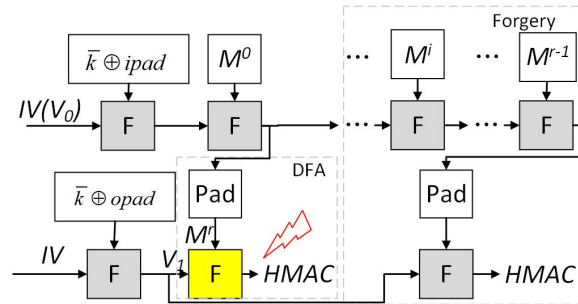 Forgery
k̅ ⊕ ipad
M⁰
...
Mⁱ
...
Mʳ⁻¹
IV(V₀)
F
F
...
F
...
F
DFA
k̅ ⊕ opad
Pad
Pad
Mʳ
IV
F
V₁
F
HMAC
F
HMAC